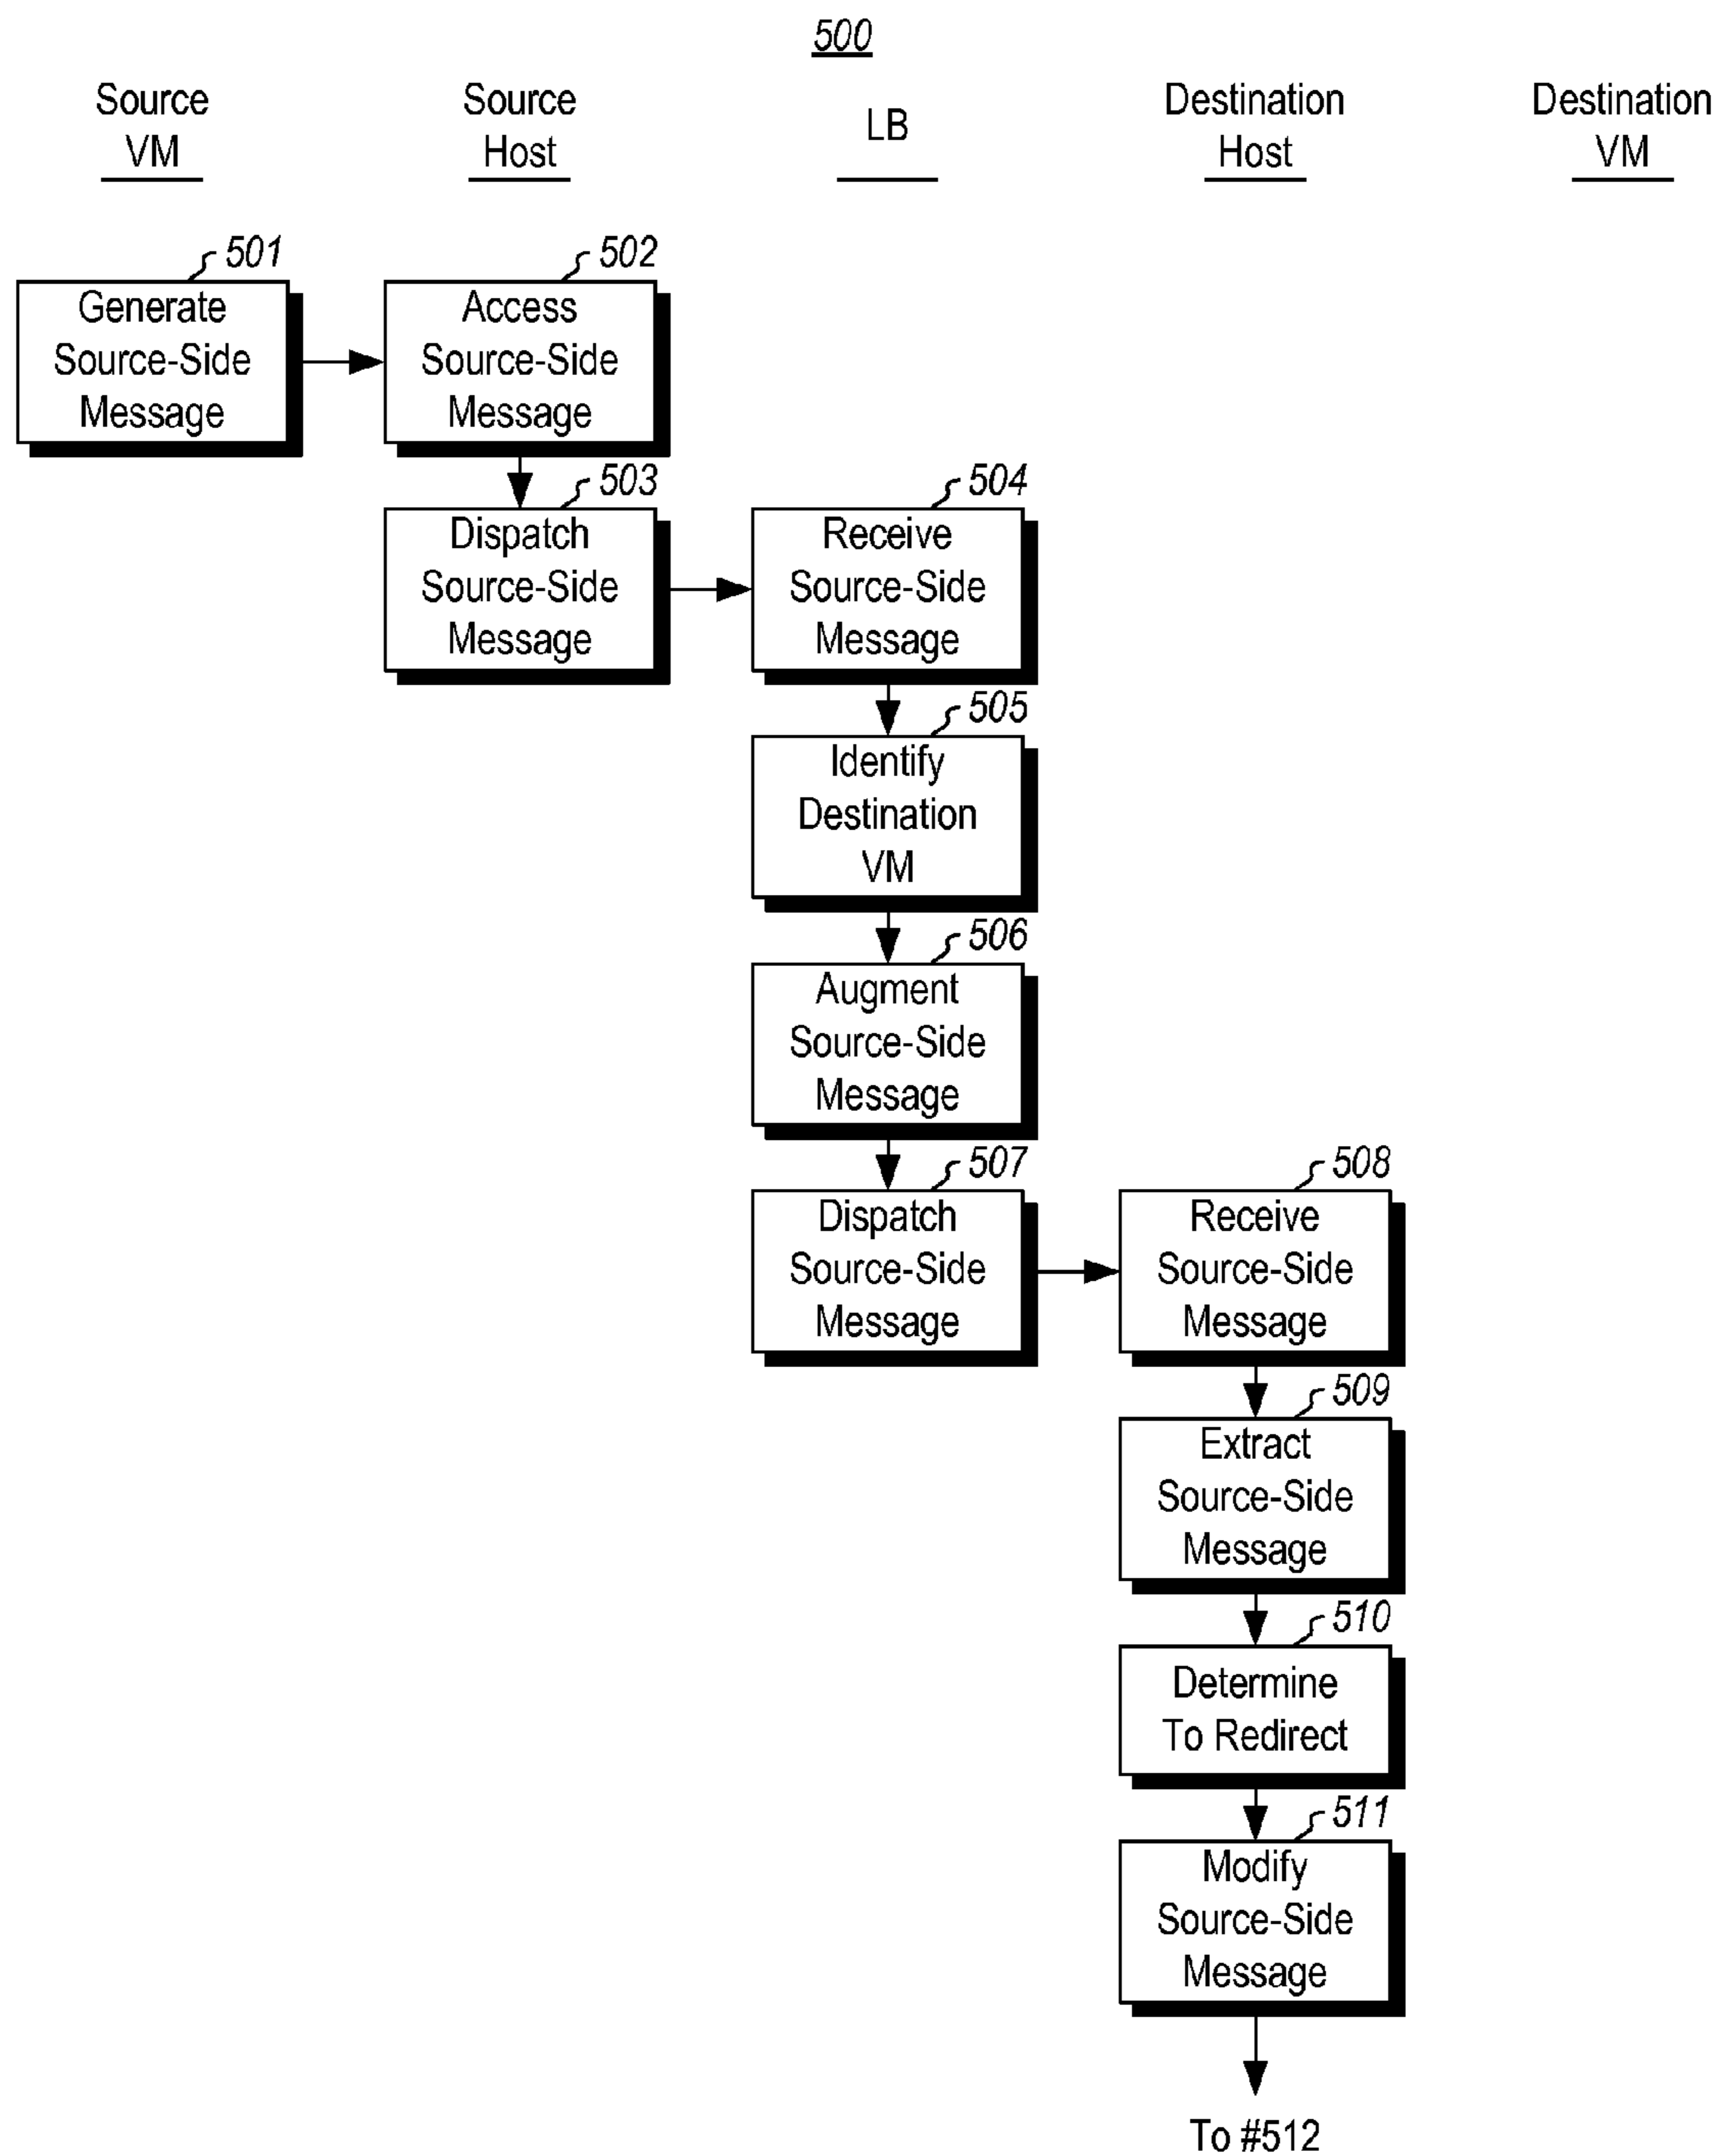 500
Source
VM
Source
Host
LB
Destination
Host
Destination
VM
501
Generate
Source-Side
Message
502
Access
Source-Side
Message
503
Dispatch
Source-Side
Message
504
Receive
Source-Side
Message
505
Identify
Destination
VM
506
Augment
Source-Side
Message
507
Dispatch
Source-Side
Message
508
Receive
Source-Side
Message
509
Extract
Source-Side
Message
510
Determine
To Redirect
511
Modify
Source-Side
Message
To #512